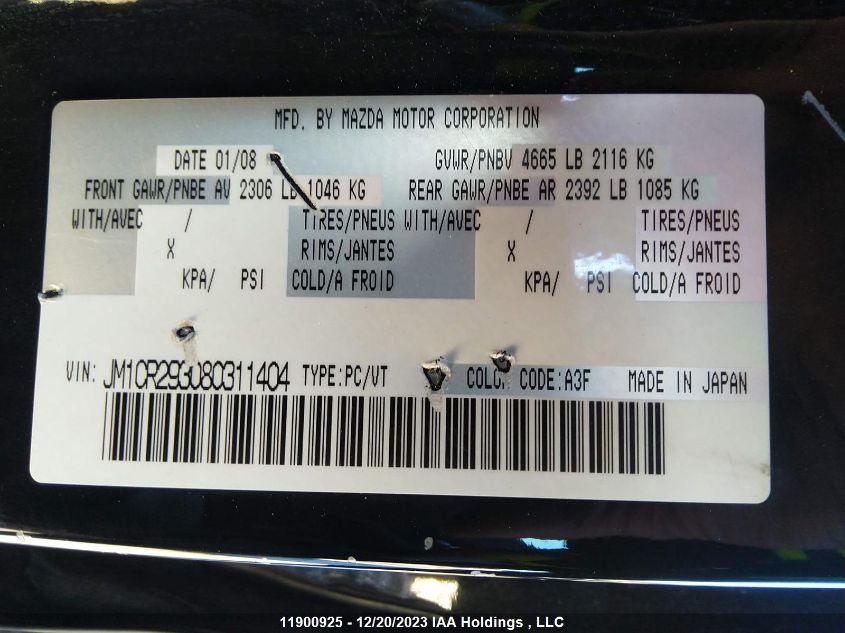 MFD. BY MAZDA MOTOR CORPORATION
DATE 01/08 GVWR/PNBV 4665 LB 2116 KG
FRONT GAWR/PNBE AV 2306 LB 1046 KG REAR GAWR/PNBE AR 2392 LB 1085 KG
WITH/AVEC / TIRES/PNEUS WITH/AVEC / TIRES/PNEUS
X RIMS/JANTES X RIMS/JANTES
KPA/ PSI COLD/A FROID KPA/ PSI COLD/A FROID
VIN: JM1CR293080311404 TYPE:PC/VT COLOR CODE:A3F MADE IN JAPAN
11900925 - 12/20/2023 IAA Holdings , LLC